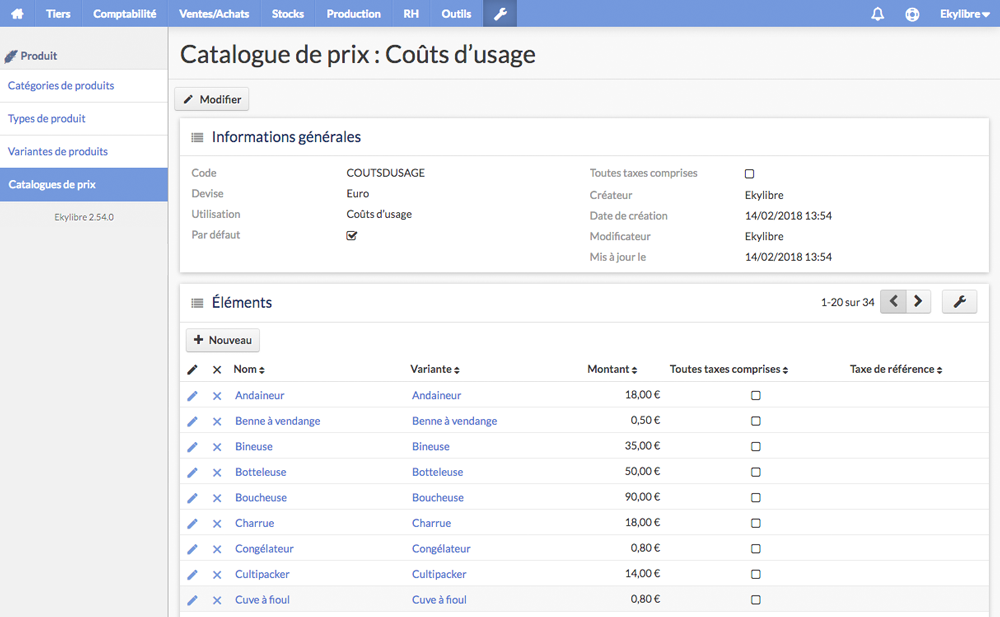 Tiers Comptabilité Ventes/Achats Stocks Production RH Outils Ekylibre
Produit
Catégories de produits
Types de produit
Variantes de produits
Catalogues de prix
Ekylibre 2.54.0
Catalogue de prix : Coûts d’usage
Modifier
Informations générales
Code COUTSDUSAGE
Devise Euro
Utilisation Coûts d’usage
Par défaut
Toutes taxes comprises
Créateur Ekylibre
Date de création 14/02/2018 13:54
Modificateur Ekylibre
Mis à jour le 14/02/2018 13:54
Éléments 1-20 sur 34
Nouveau
Nom Variante Montant Toutes taxes comprises Taxe de référence
Andaineur Andaineur 18,00 €
Benne à vendange Benne à vendange 0,50 €
Bineuse Bineuse 35,00 €
Botteleuse Botteleuse 50,00 €
Boucheuse Boucheuse 90,00 €
Charrue Charrue 18,00 €
Congélateur Congélateur 0,80 €
Cultipacker Cultipacker 14,00 €
Cuve à fioul Cuve à fioul 0,80 €